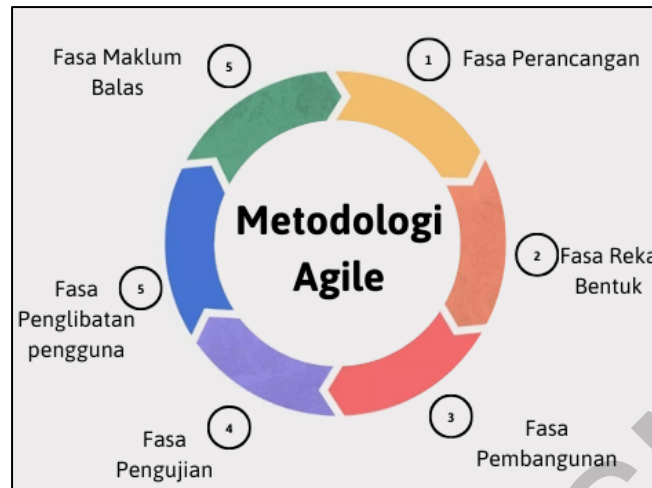 Metodologi
Agile
1
Fasa Perancangan
2
Fasa Reka
Bentuk
3
Fasa
Pembangunan
4
Fasa
Pengujian
5
Fasa
Penglibatan
pengguna
5
Fasa Maklum
Balas